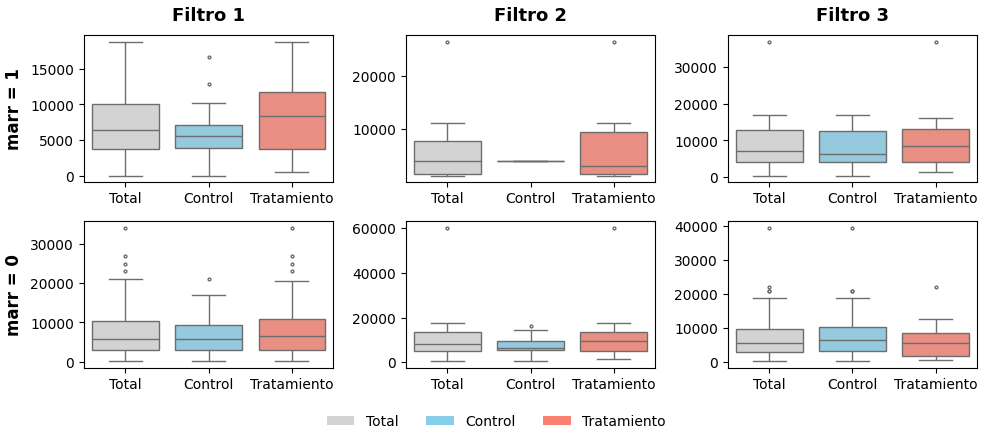 Filtro 1 Filtro 2 Filtro 3
marr = 1
15000
10000
5000
0
Total Control Tratamiento
20000
10000
Total Control Tratamiento
30000
20000
10000
0
Total Control Tratamiento
marr = 0
30000
20000
10000
0
Total Control Tratamiento
60000
40000
20000
0
Total Control Tratamiento
40000
30000
20000
10000
0
Total Control Tratamiento
Total Control Tratamiento